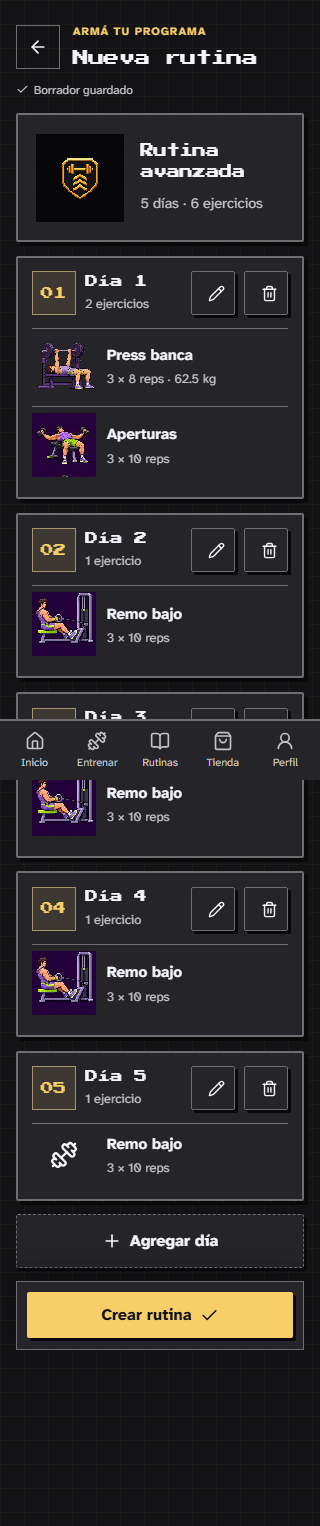 ARMÁ TU PROGRAMA
Nueva rutina
Borrador guardado
Rutina
avanzada
5 días · 6 ejercicios
01
Día 1
2 ejercicios
Press banca
3 × 8 reps · 62.5 kg
Aperturas
3 × 10 reps
02
Día 2
1 ejercicio
Remo bajo
3 × 10 reps
Día 3
Inicio
Entrenar
Rutinas
Tienda
Perfil
Remo bajo
3 × 10 reps
04
Día 4
1 ejercicio
Remo bajo
3 × 10 reps
05
Día 5
1 ejercicio
Remo bajo
3 × 10 reps
Agregar día
Crear rutina